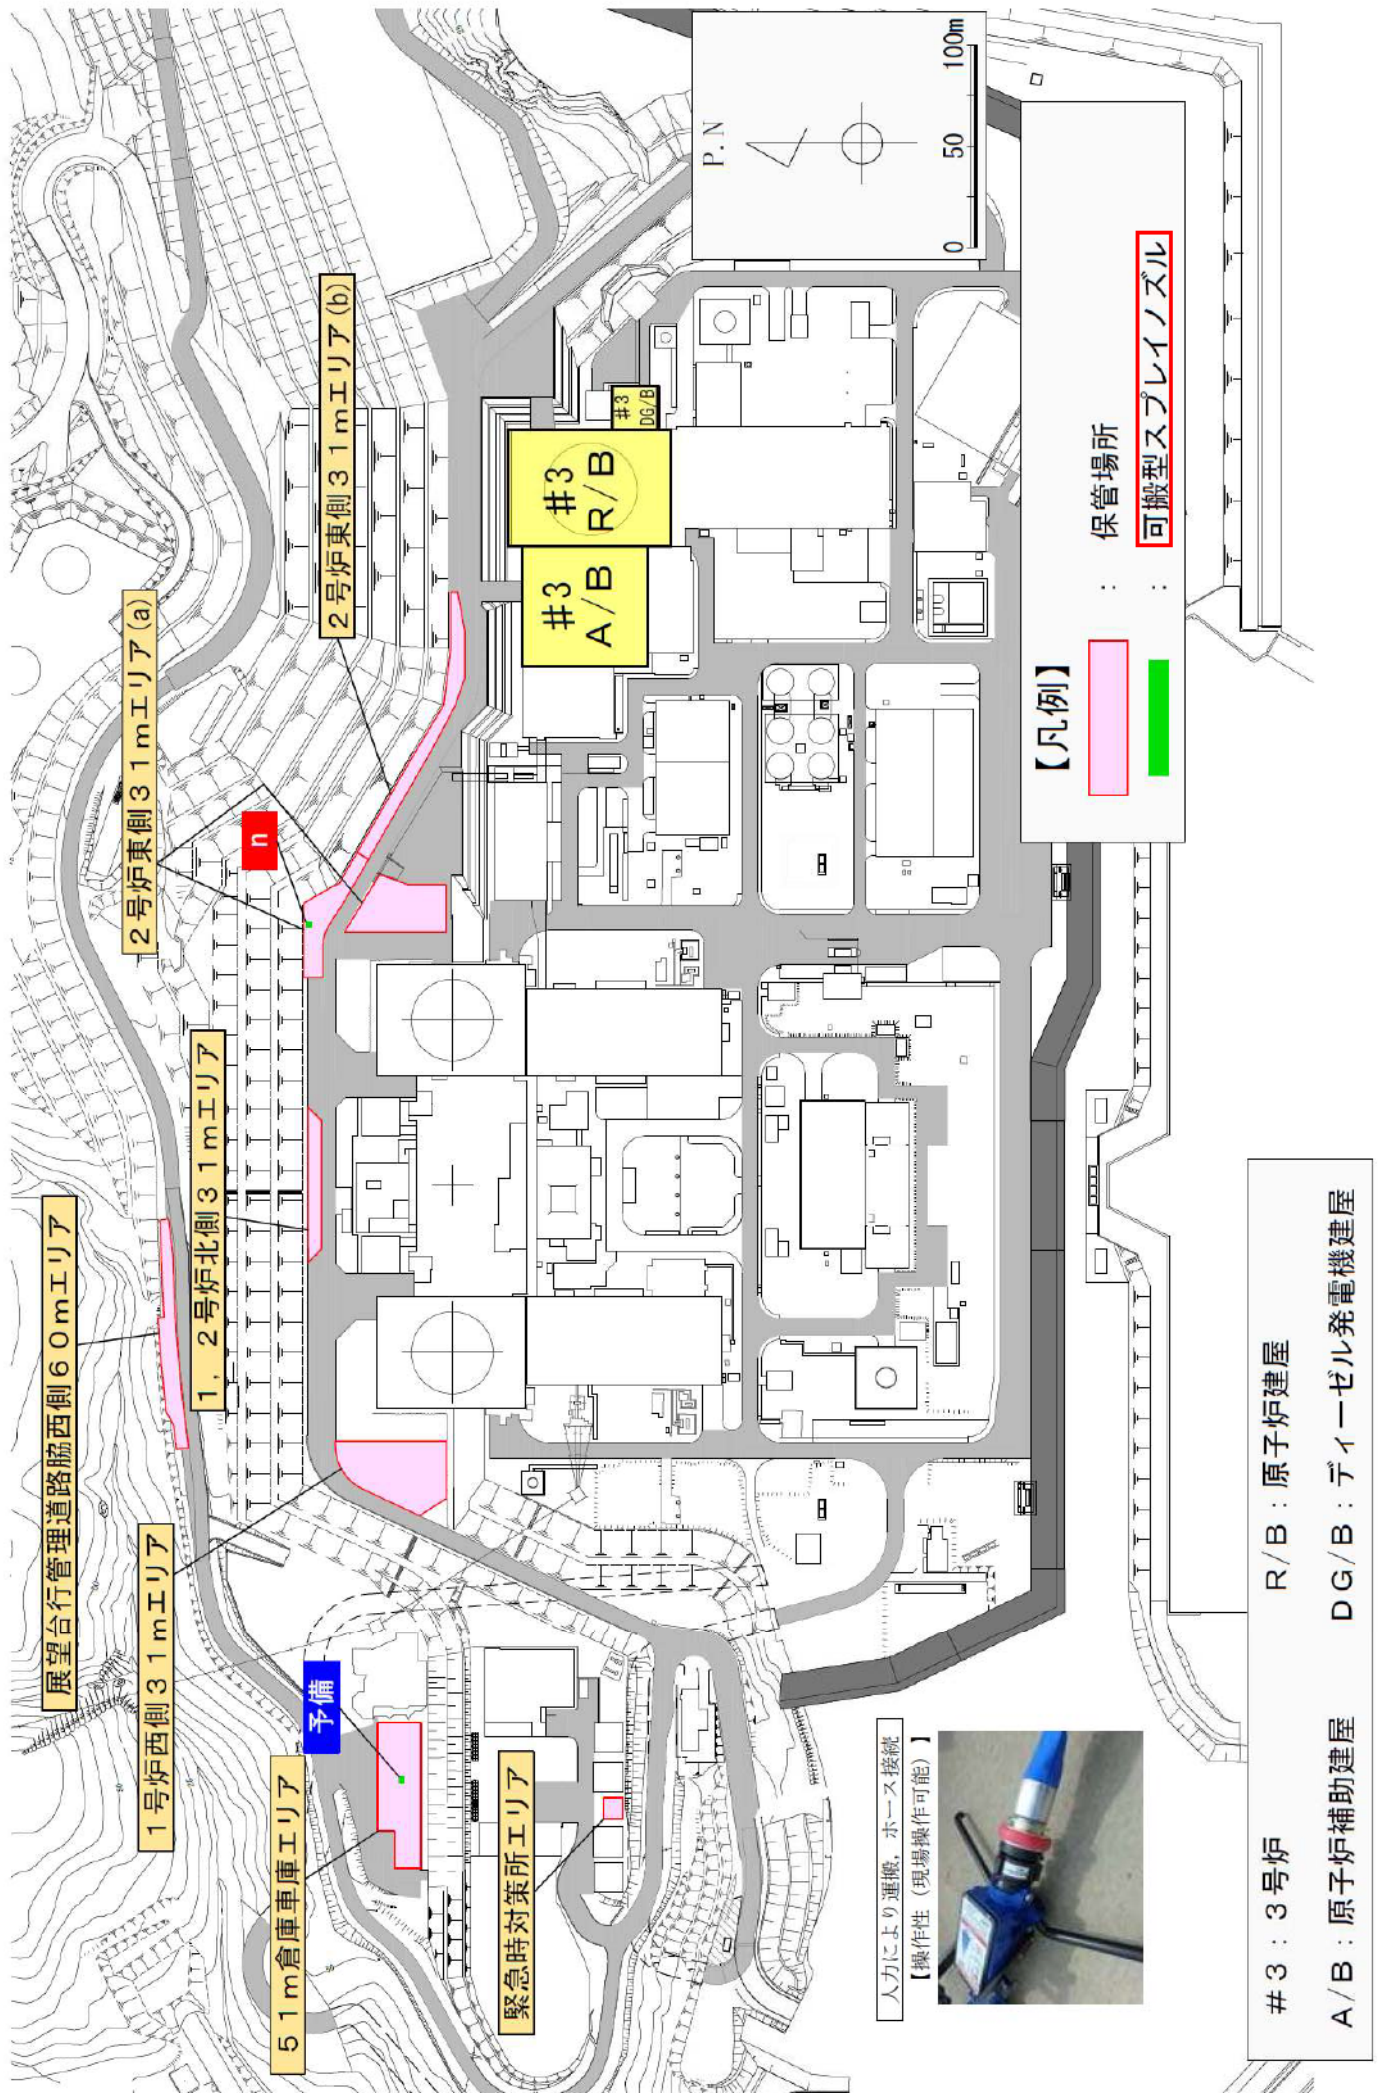 展望台行管理道路脇西側６０ｍエリア
１号炉西側３１ｍエリア
１，２号炉北側３１ｍエリア
２号炉東側３１ｍエリア(a)
２号炉東側３１ｍエリア(b)
n
予備
５１ｍ倉庫車庫エリア
緊急時対策所エリア
#3
A/B
#3
R/B
#3
DG/B
P.N
0 50 100m
【凡例】
： 保管場所
： 可搬型スプレイノズル
人力により運搬，ホース接続
【操作性（現場操作可能）】
＃３：３号炉 R/B：原子炉建屋
A/B：原子炉補助建屋 DG/B：ディーゼル発電機建屋